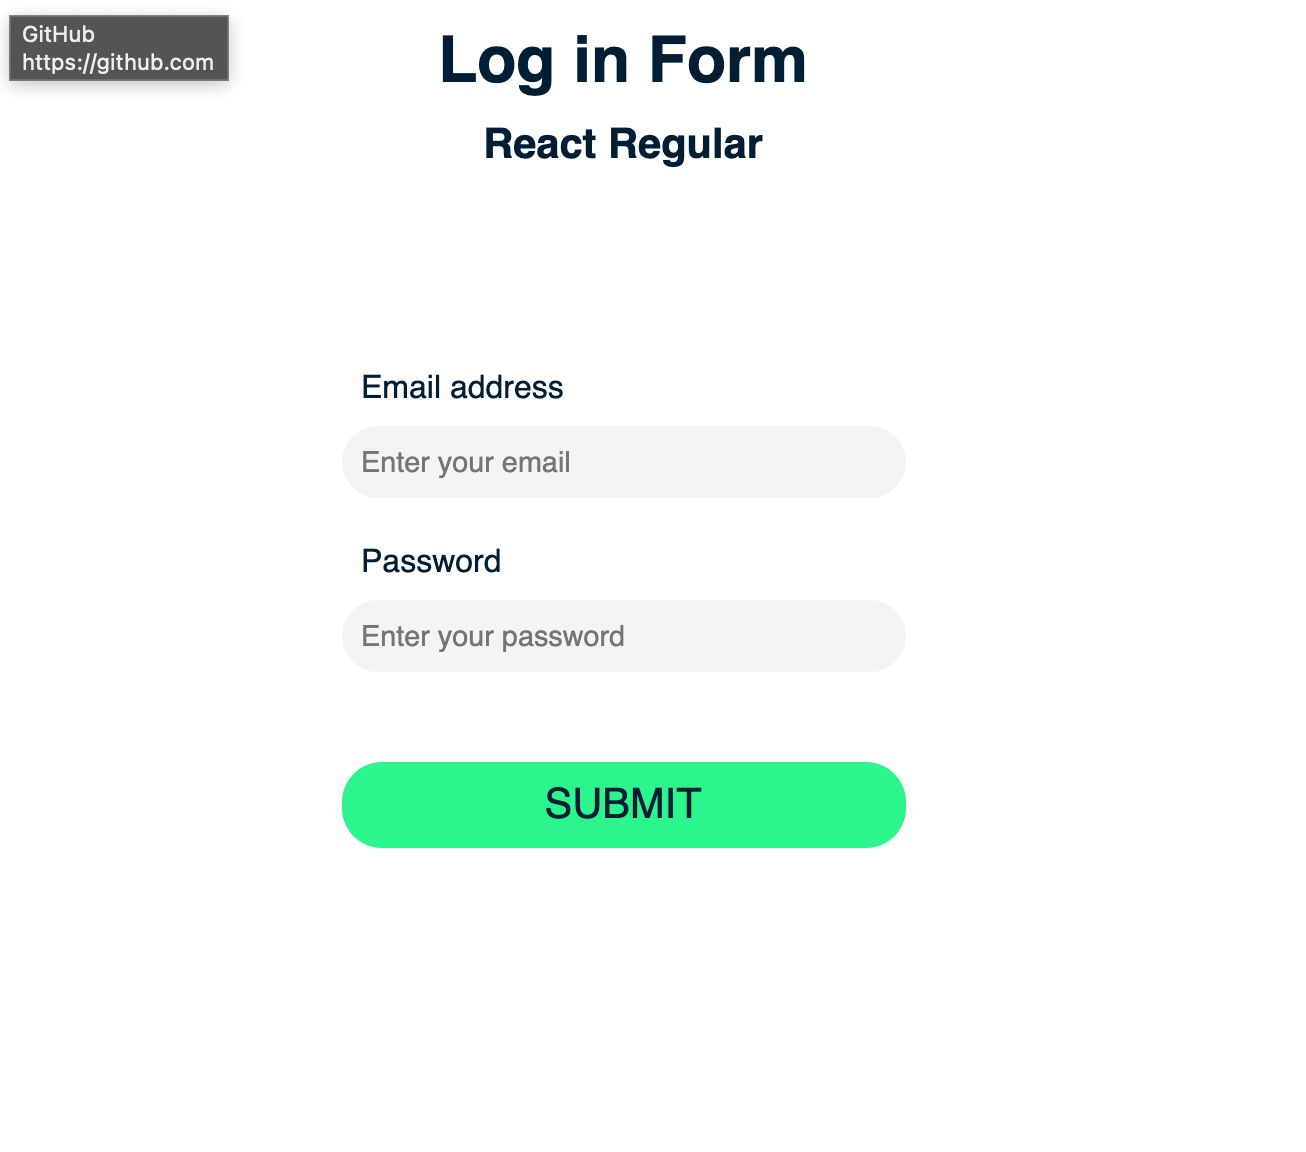 GitHub
https://github.com
Log in Form
React Regular
Email address
Enter your email
Password
Enter your password
SUBMIT